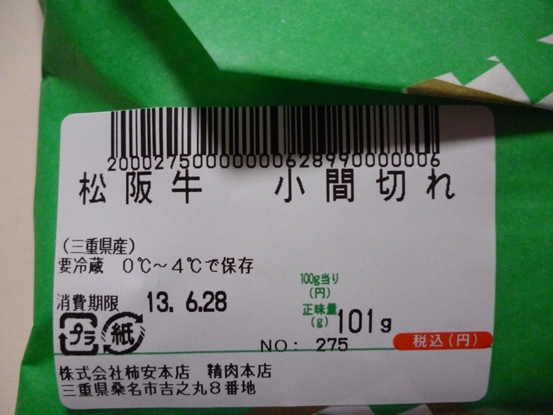 20002750000000628990000006
松阪牛 小間切れ
(三重県産)
要冷蔵 0℃～4℃で保存
100g当り
(円)
消費期限 13. 6.28
正味量
(g) 101g
プラ 紙
NO: 275
税込(円)
株式会社柿安本店 精肉本店
三重県桑名市吉之丸8番地